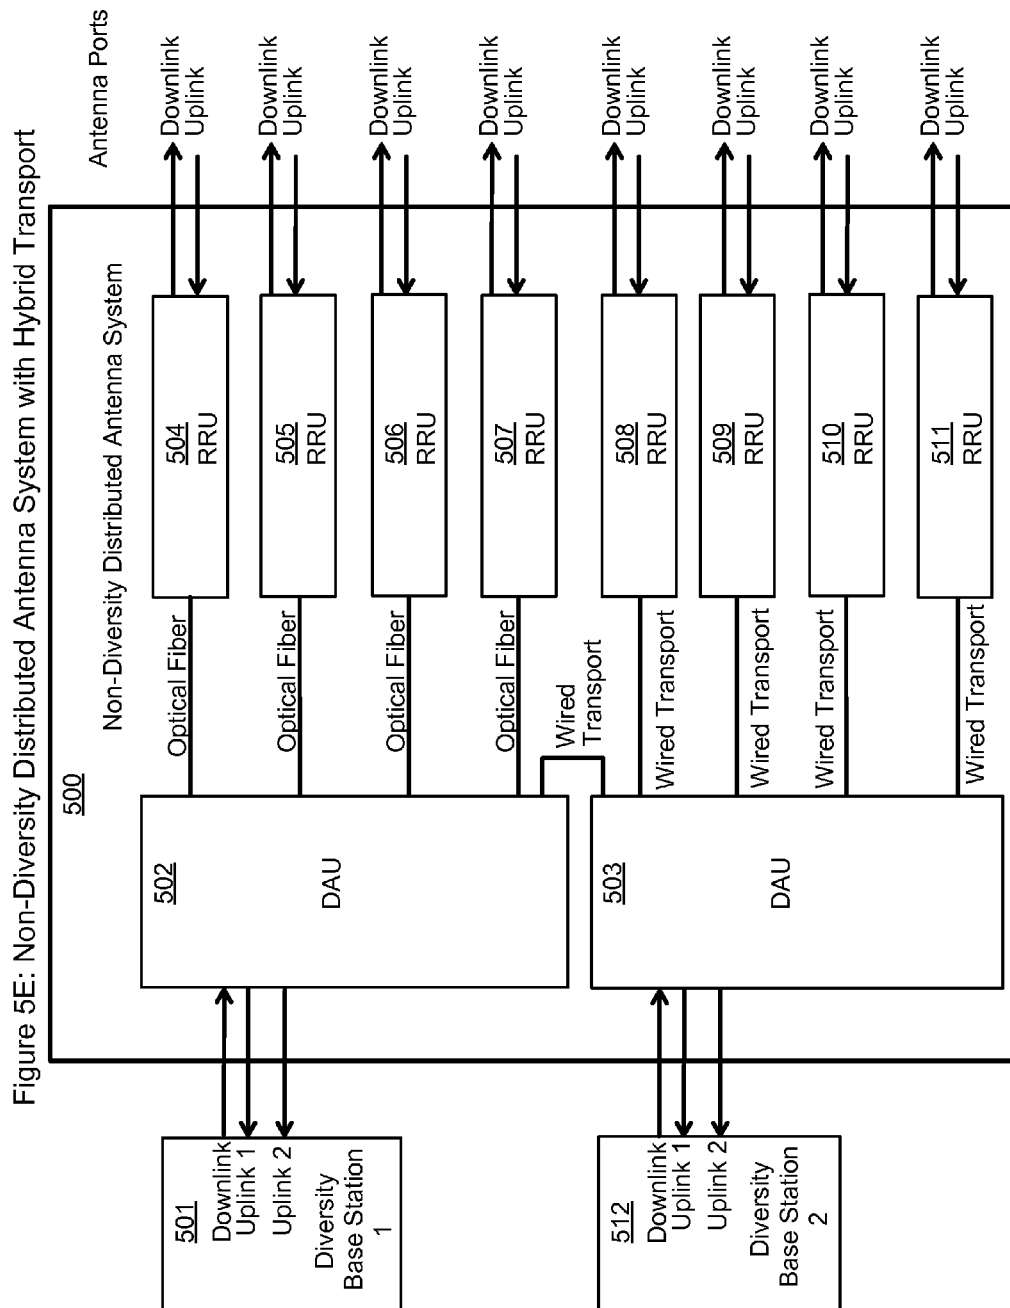 Figure 5E: Non-Diversity Distributed Antenna System with Hybrid Transport
Antenna Ports
500
Non-Diversity Distributed Antenna System
501
Downlink
Uplink 1
Uplink 2
Diversity
Base Station
1
502
DAU
Optical Fiber
504
RRU
Downlink
Uplink
Optical Fiber
505
RRU
Downlink
Uplink
Optical Fiber
506
RRU
Downlink
Uplink
Optical Fiber
507
RRU
Downlink
Uplink
Wired
Transport
512
Downlink
Uplink 1
Uplink 2
Diversity
Base Station
2
503
DAU
Wired Transport
508
RRU
Downlink
Uplink
Wired Transport
509
RRU
Downlink
Uplink
Wired Transport
510
RRU
Downlink
Uplink
Wired Transport
511
RRU
Downlink
Uplink